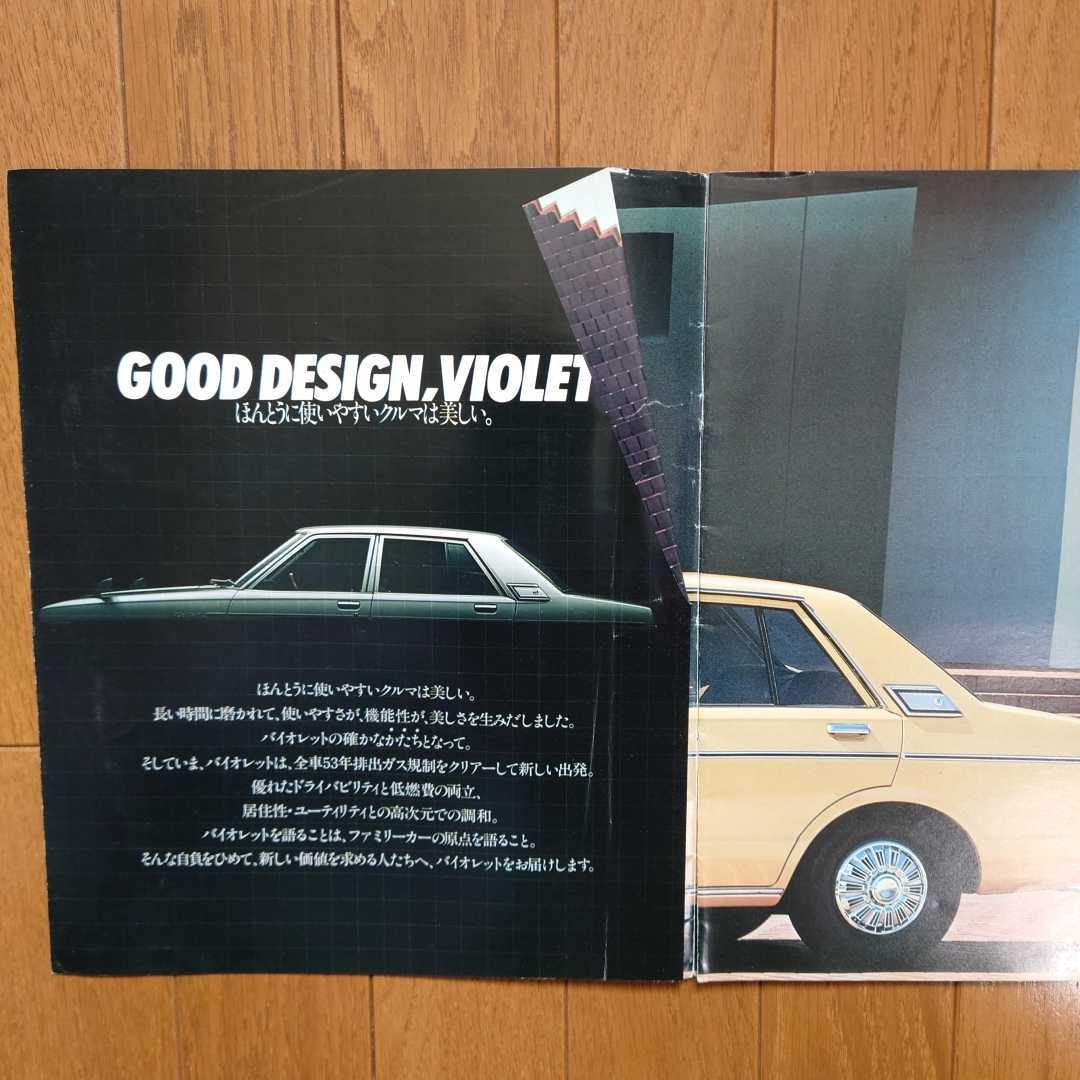 GOOD DESIGN, VIOLET
ほんとうに使いやすいクルマは美しい。
ほんとうに使いやすいクルマは美しい。
長い時間に磨かれて、使いやすさが、機能性が、美しさを生みだしました。
バイオレットの確かなかたちとなって。
そしていま、バイオレットは、全車53年排出ガス規制をクリアーして新しい出発。
優れたドライバビリティと低燃費の両立、
居住性・ユーティリティとの高次元での調和。
バイオレットを語ることは、ファミリーカーの原点を語ること。
そんな自負をひめて、新しい価値を求める人たちへ、バイオレットをお届けします。